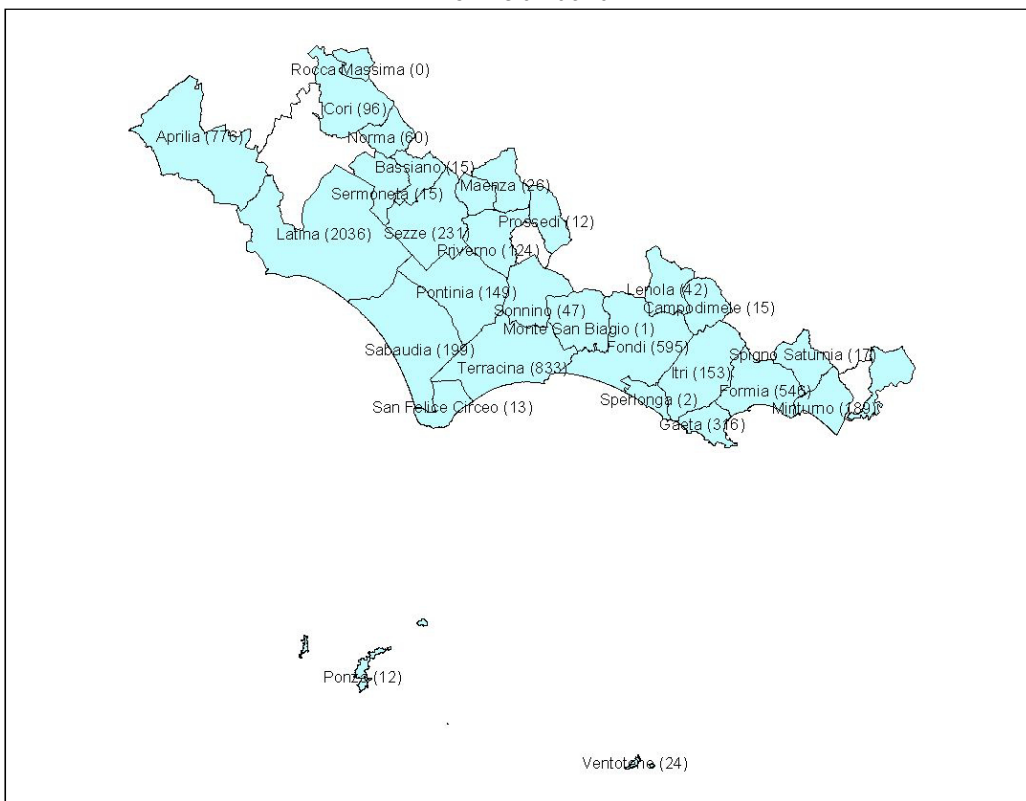 Rocca Massima (0)
Cori (96)
Aprilia (776)
Norma (60)
Bassiano (15)
Maenza (26)
Sermoneta (15)
Prossedi (12)
Latina (2036)
Sezze (231)
Priverno (124)
Lenola (42)
Pontinia (149)
Campodimele (15)
Sonnino (47)
Monte San Biagio (1)
Sabaudia (199)
Fondi (595)
Spigno Saturnia (17)
Terracina (833)
Itri (153)
Formia (546)
Sperlonga (2)
San Felice Circeo (13)
Minturno (189)
Gaeta (316)
Ponza (12)
Ventotene (24)